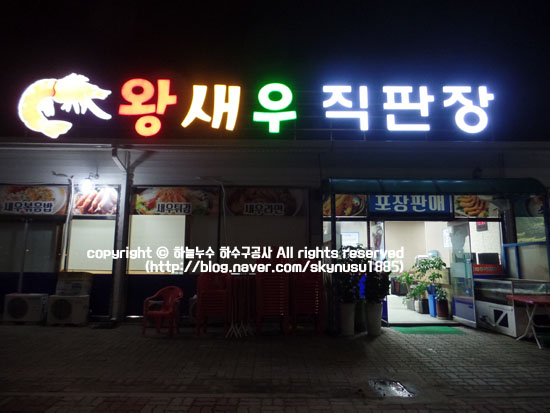 왕새우 직판장
새우볶음밥
새우튀김
새우라면
포장판매
copyright © 하늘누수 하수구공사 All rights reserved
(http://blog.naver.com/skynusu1885)